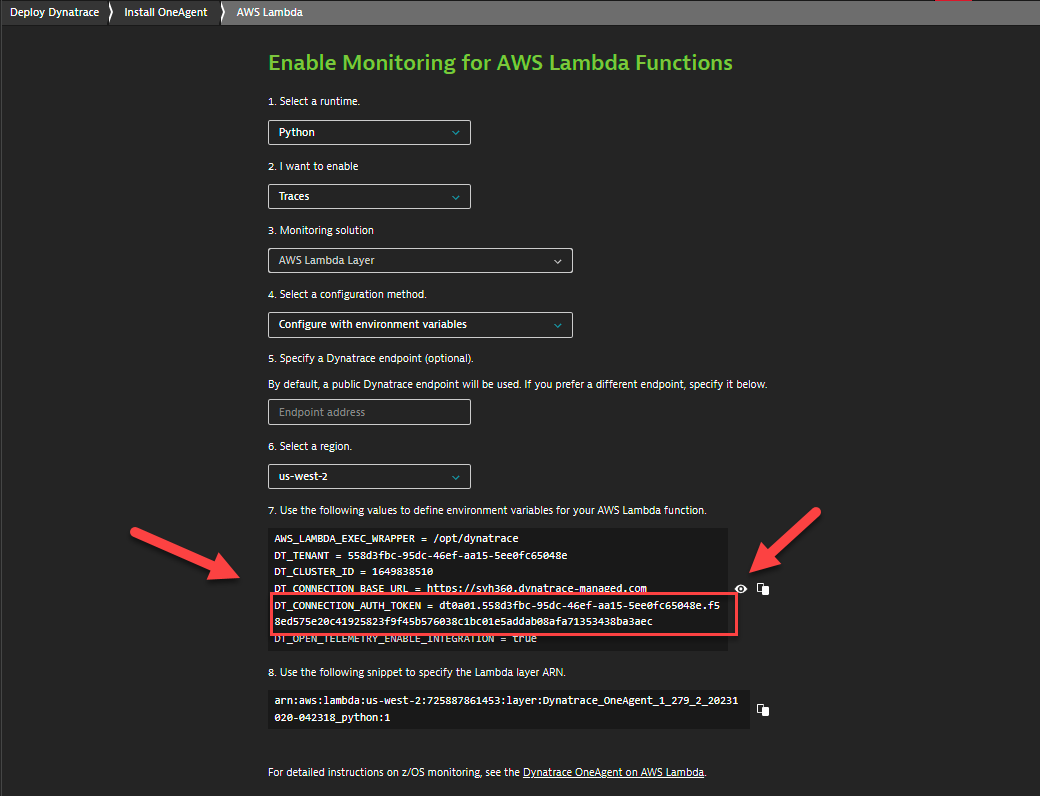 Deploy Dynatrace
Install OneAgent
AWS Lambda
Enable Monitoring for AWS Lambda Functions
1. Select a runtime.
Python
2. I want to enable
Traces
3. Monitoring solution
AWS Lambda Layer
4. Select a configuration method.
Configure with environment variables
5. Specify a Dynatrace endpoint (optional).
By default, a public Dynatrace endpoint will be used. If you prefer a different endpoint, specify it below.
Endpoint address
6. Select a region.
us-west-2
7. Use the following values to define environment variables for your AWS Lambda function.
AWS_LAMBDA_EXEC_WRAPPER = /opt/dynatrace
DT_TENANT = 558d3fbc-95dc-46ef-aa15-5ee0fc65048e
DT_CLUSTER_ID = 1649838510
DT_CONNECTION_BASE_URL = https://syh360.dynatrace-managed.com
DT_CONNECTION_AUTH_TOKEN = dt0a01.558d3fbc-95dc-46ef-aa15-5ee0fc65048e.f5
8ed575e20c41925823f9f45b576038c1bc01e5addab08afa71353438ba3aec
DT_OPEN_TELEMETRY_ENABLE_INTEGRATION = true
8. Use the following snippet to specify the Lambda layer ARN.
arn:aws:lambda:us-west-2:725887861453:layer:Dynatrace_OneAgent_1_279_2_20231
020-042318_python:1
For detailed instructions on z/OS monitoring, see the Dynatrace OneAgent on AWS Lambda.